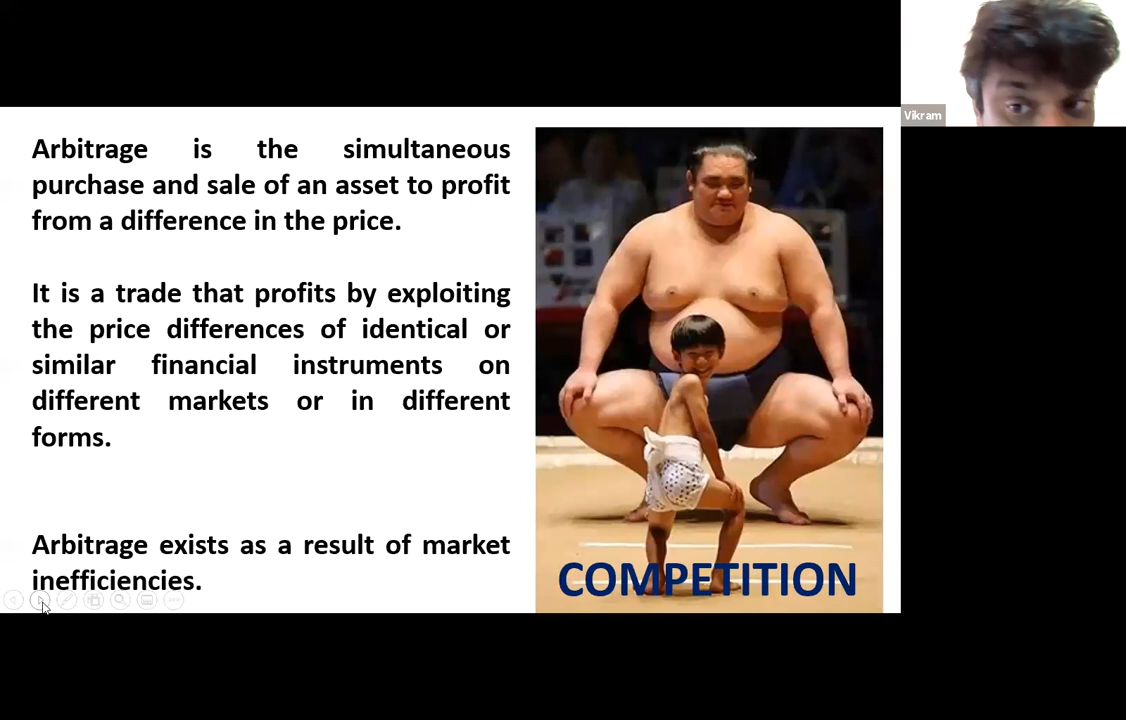 Arbitrage is the simultaneous
purchase and sale of an asset to profit
from a difference in the price.
It is a trade that profits by exploiting
the price differences of identical or
similar financial instruments on
different markets or in different
forms.
Arbitrage exists as a result of market
inefficiencies.
COMPETITION
Vikram